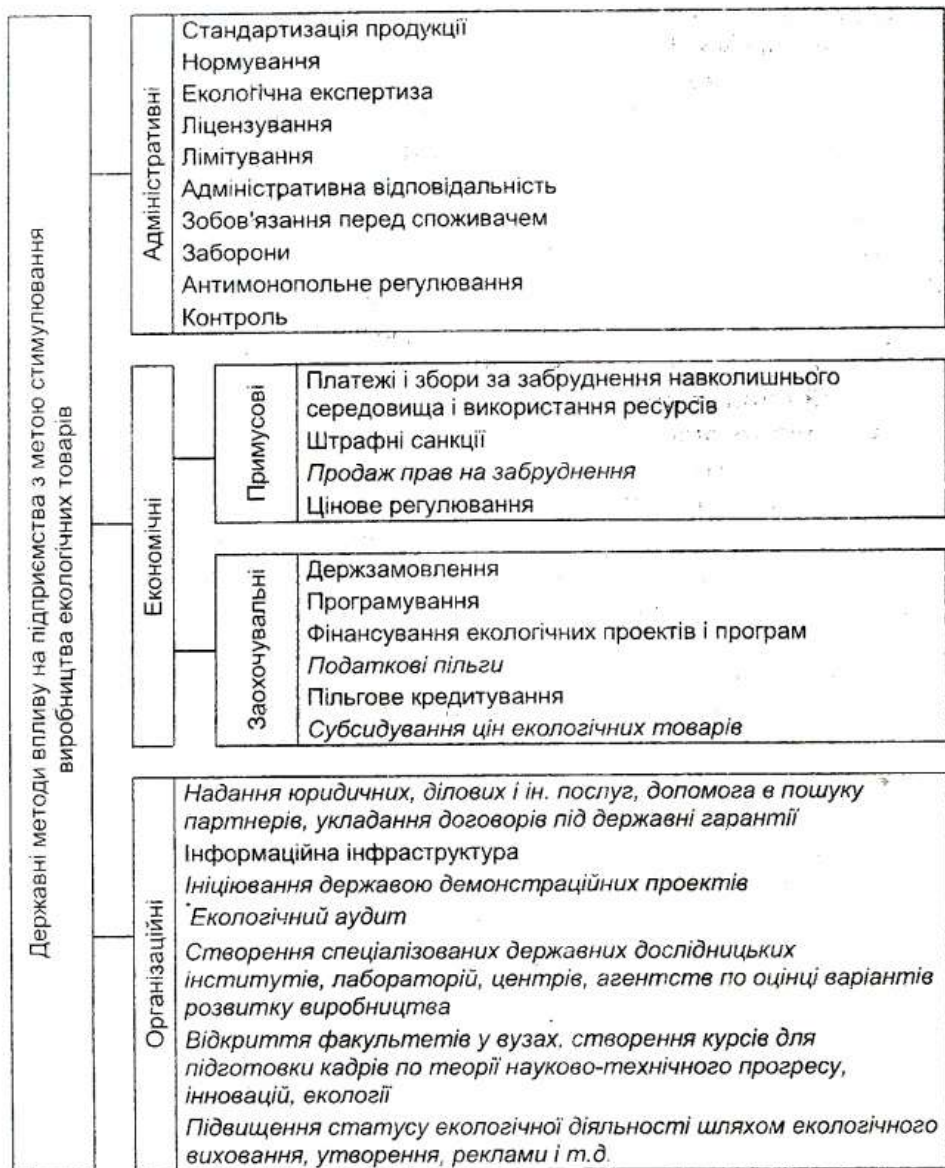 Державні методи впливу на підприємства з метою стимулювання
виробництва екологічних товарів
Адміністративні
Стандартизація продукції
Нормування
Екологічна експертиза
Ліцензування
Лімітування
Адміністративна відповідальність
Зобов'язання перед споживачем
Заборони
Антимонопольне регулювання
Контроль
Економічні
Примусові
Платежі і збори за забруднення навколишнього
середовища і використання ресурсів
Штрафні санкції
Продаж прав на забруднення
Цінове регулювання
Заохочувальні
Держзамовлення
Програмування
Фінансування екологічних проектів і програм
Податкові пільги
Пільгове кредитування
Субсидування цін екологічних товарів
Організаційні
Надання юридичних, ділових і ін. послуг, допомога в пошуку
партнерів, укладання договорів під державні гарантії
Інформаційна інфраструктура
Ініціювання державою демонстраційних проектів
Екологічний аудит
Створення спеціалізованих державних дослідницьких
інститутів, лабораторій, центрів, агентств по оцінці варіантів
розвитку виробництва
Відкриття факультетів у вузах, створення курсів для
підготовки кадрів по теорії науково-технічного прогресу,
інновацій, екології
Підвищення статусу екологічної діяльності шляхом екологічного
виховання, утворення, реклами і т.д.